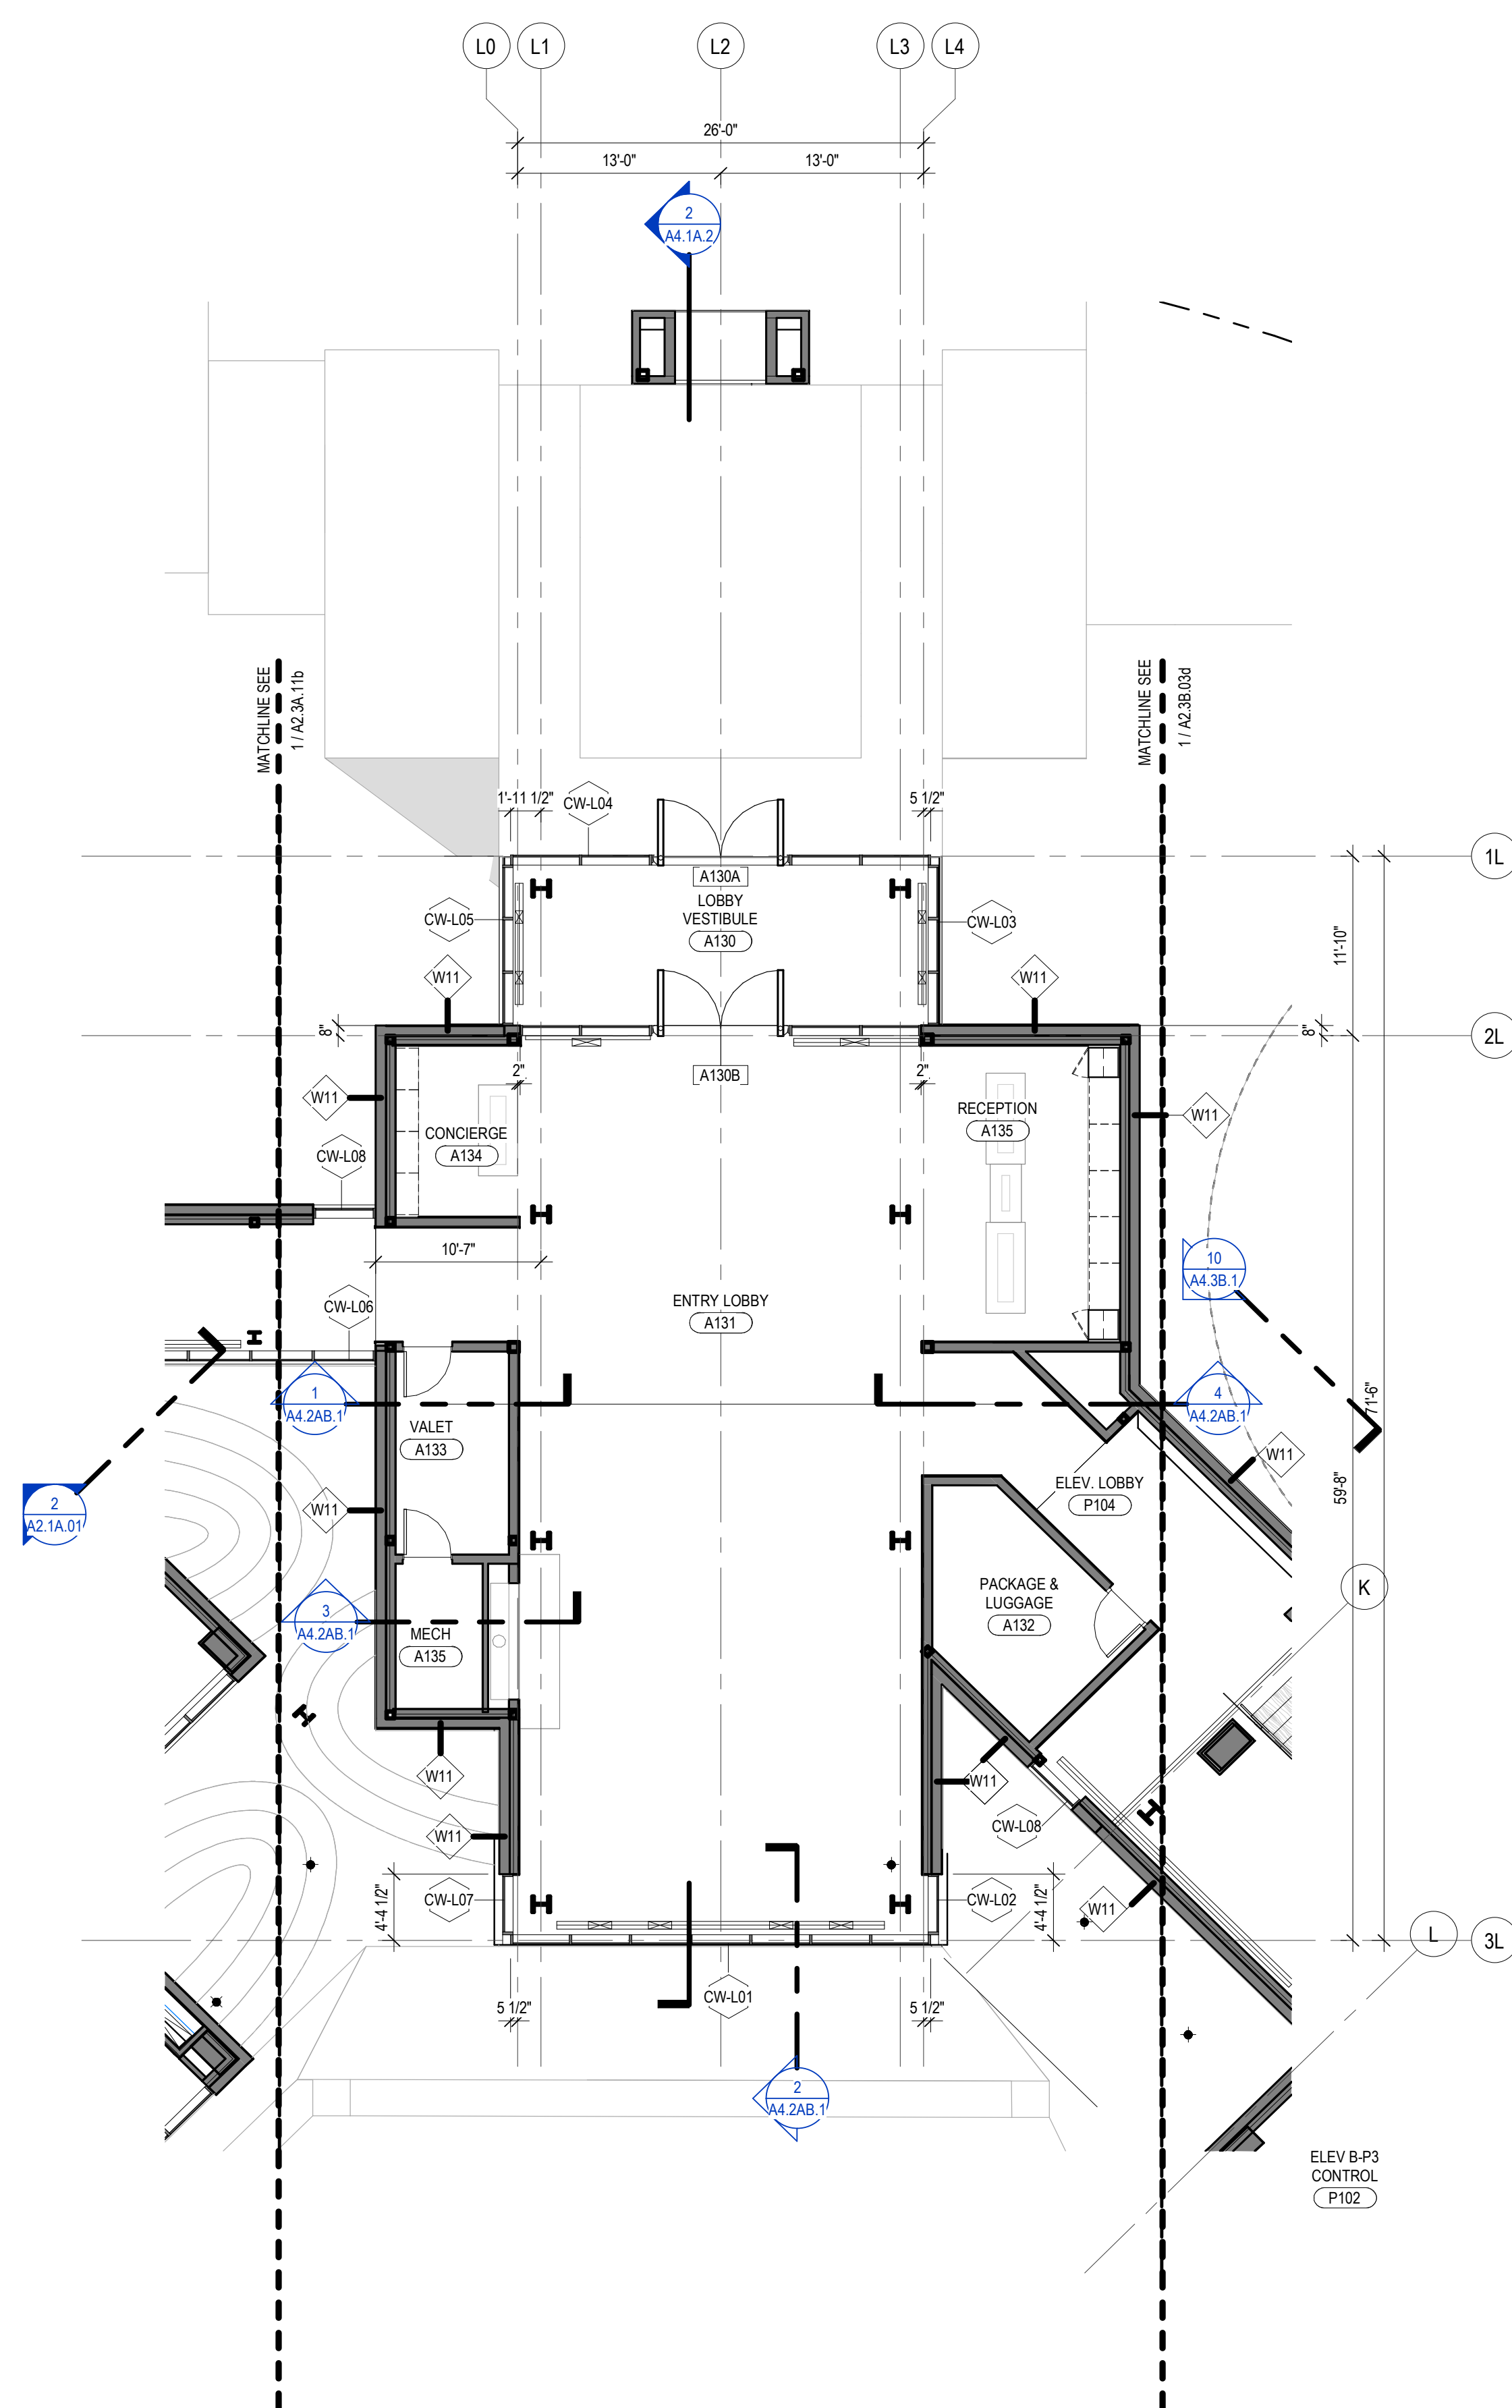 L0
L1
L2
L3
L4
26'-0"
13'-0"
13'-0"
2
A4.1A.2
MATCHLINE SEE
1 / A2.3A.11b
MATCHLINE SEE
1 / A2.3B.03d
1'-11 1/2"
CW-L04
5 1/2"
1L
A130A
LOBBY
VESTIBULE
A130
CW-L05
CW-L03
11'-10"
W11
W11
8"
8"
2L
2"
A130B
2"
W11
CONCIERGE
A134
RECEPTION
A135
W11
CW-L08
10'-7"
10
A4.3B.1
CW-L06
ENTRY LOBBY
A131
1
A4.2AB.1
4
A4.2AB.1
71'-6"
VALET
A133
W11
ELEV. LOBBY
P104
59'-8"
2
A2.1A.01
W11
K
PACKAGE &
LUGGAGE
A132
3
A4.2AB.1
MECH
A135
W11
W11
CW-L08
W11
CW-L07
4'-4 1/2"
CW-L02
4'-4 1/2"
W11
L
3L
CW-L01
5 1/2"
5 1/2"
2
A4.2AB.1
ELEV B-P3
CONTROL
P102